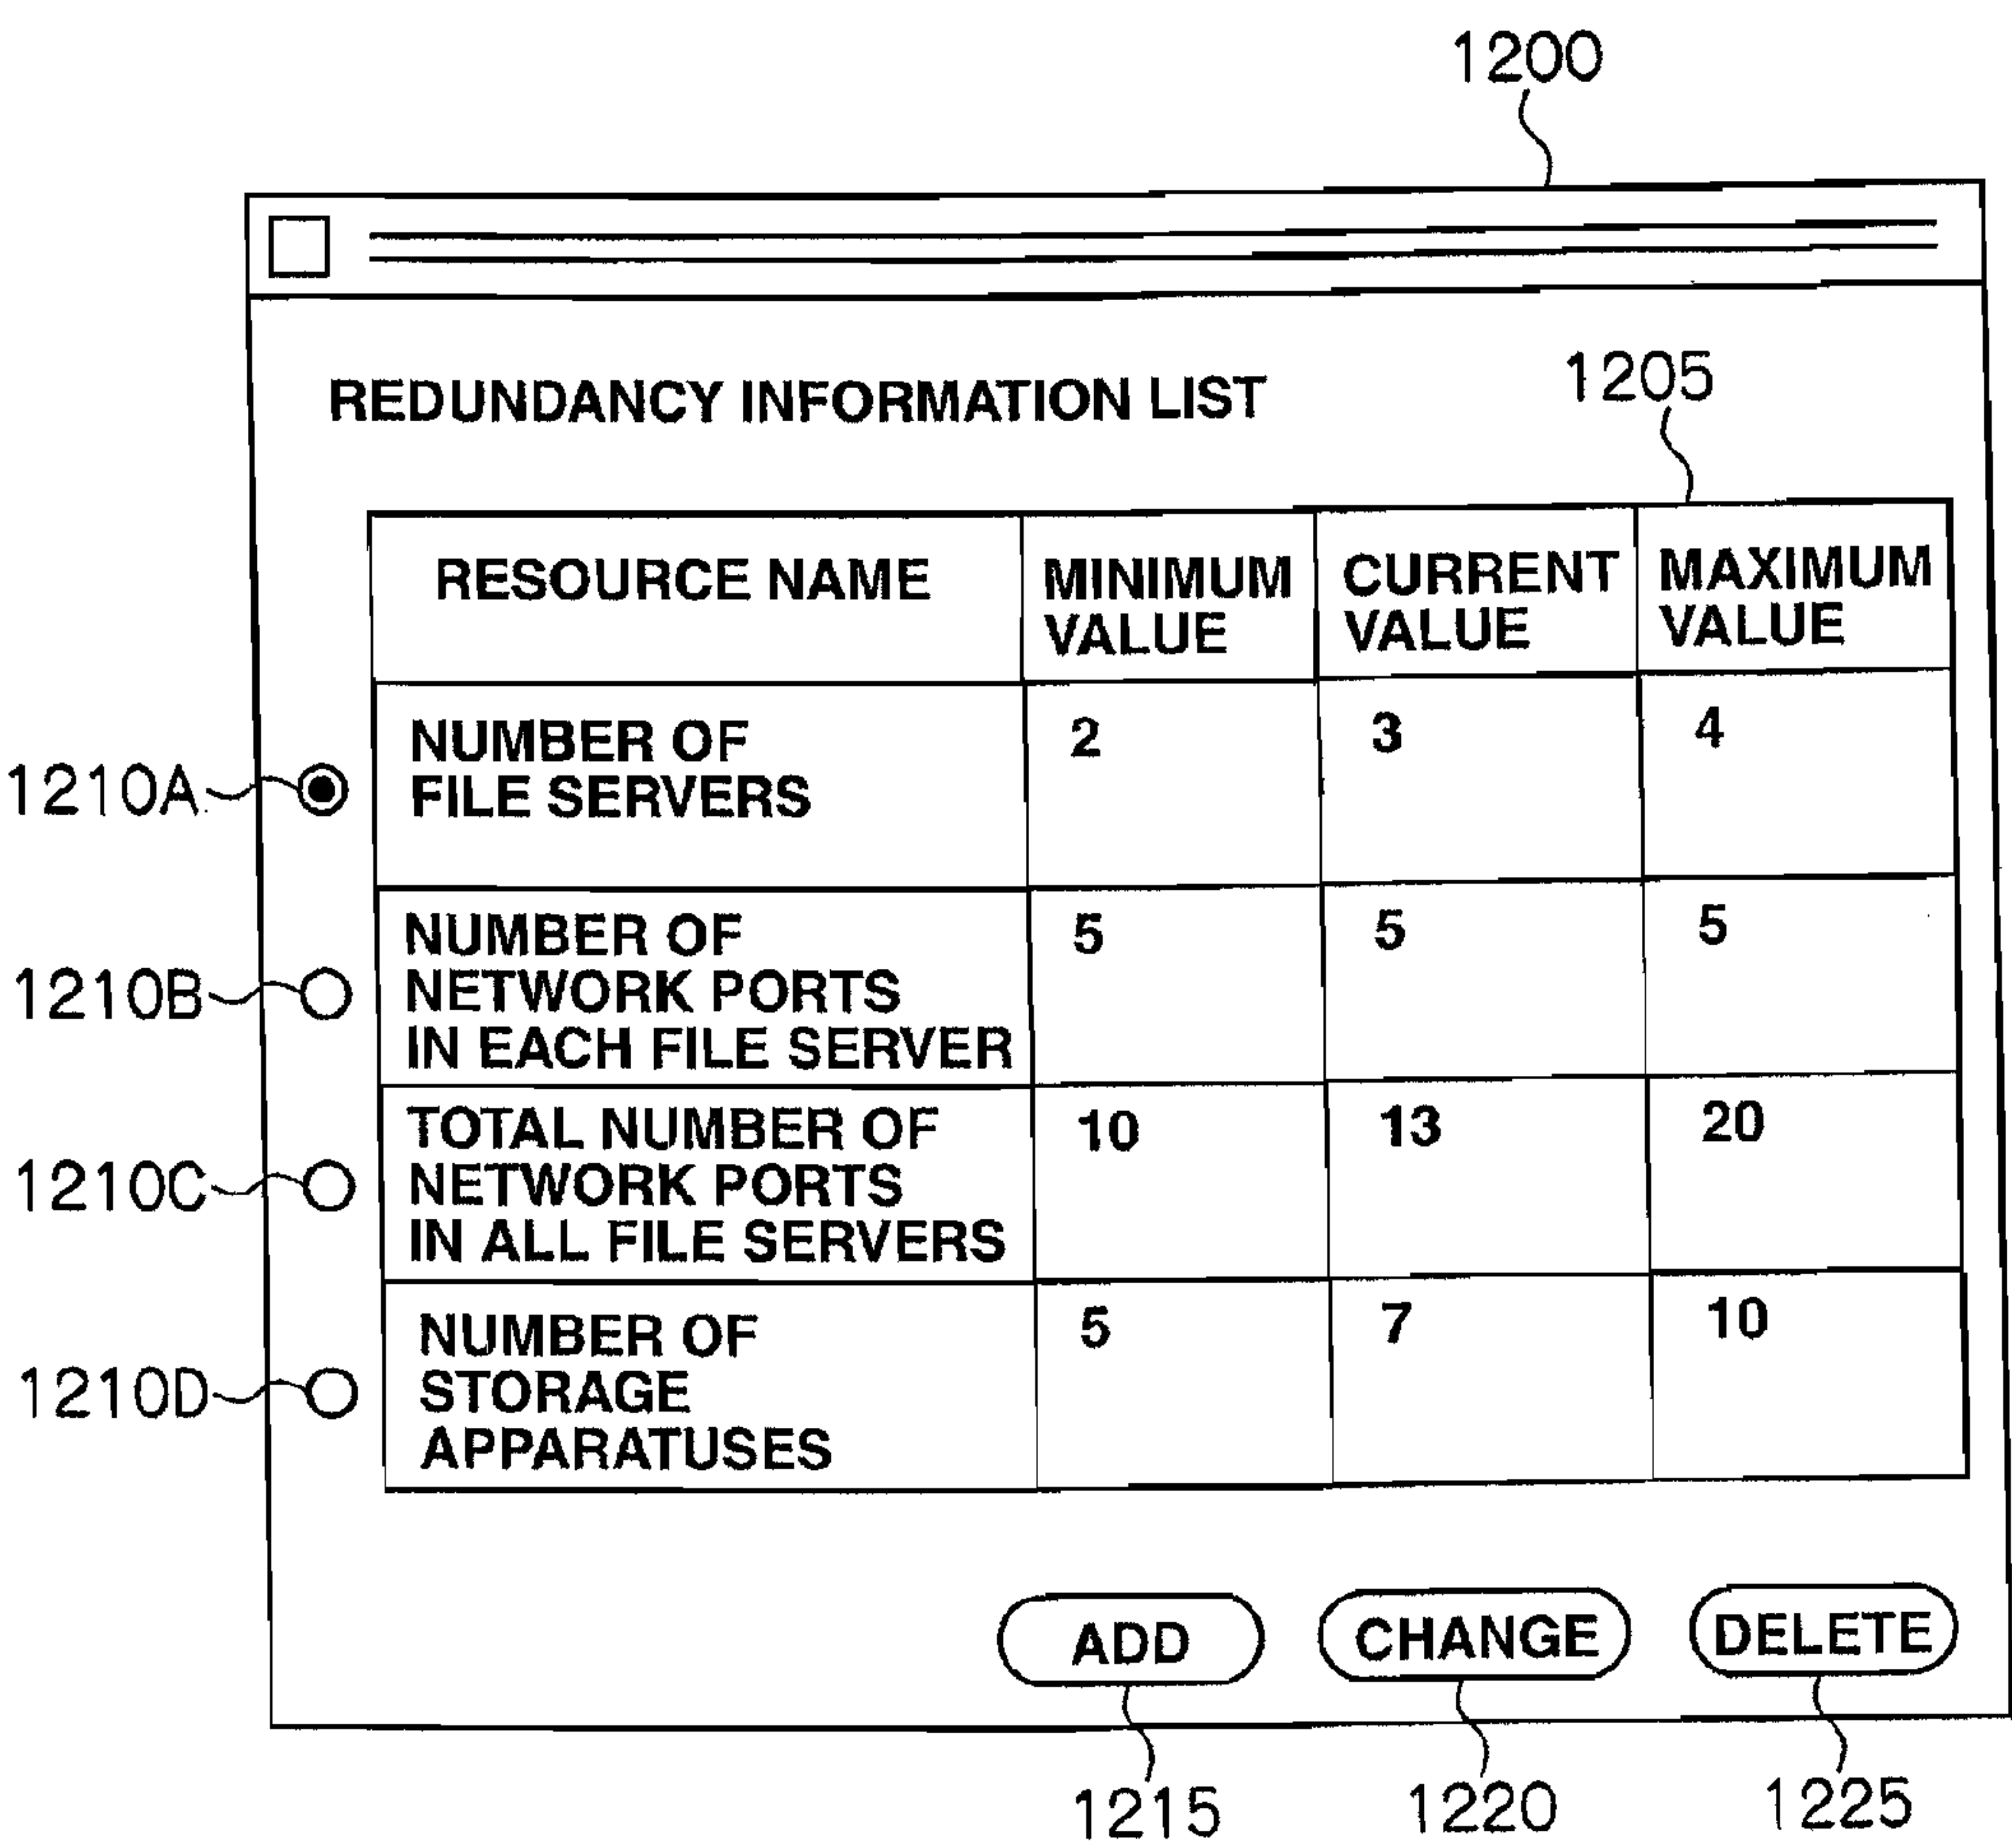 1200
REDUNDANCY INFORMATION LIST
1205
RESOURCE NAME
MINIMUM
VALUE
CURRENT
VALUE
MAXIMUM
VALUE
1210A
NUMBER OF
FILE SERVERS
2
3
4
1210B
NUMBER OF
NETWORK PORTS
IN EACH FILE SERVER
5
5
5
1210C
TOTAL NUMBER OF
NETWORK PORTS
IN ALL FILE SERVERS
10
13
20
1210D
NUMBER OF
STORAGE
APPARATUSES
5
7
10
ADD
CHANGE
DELETE
1215
1220
1225